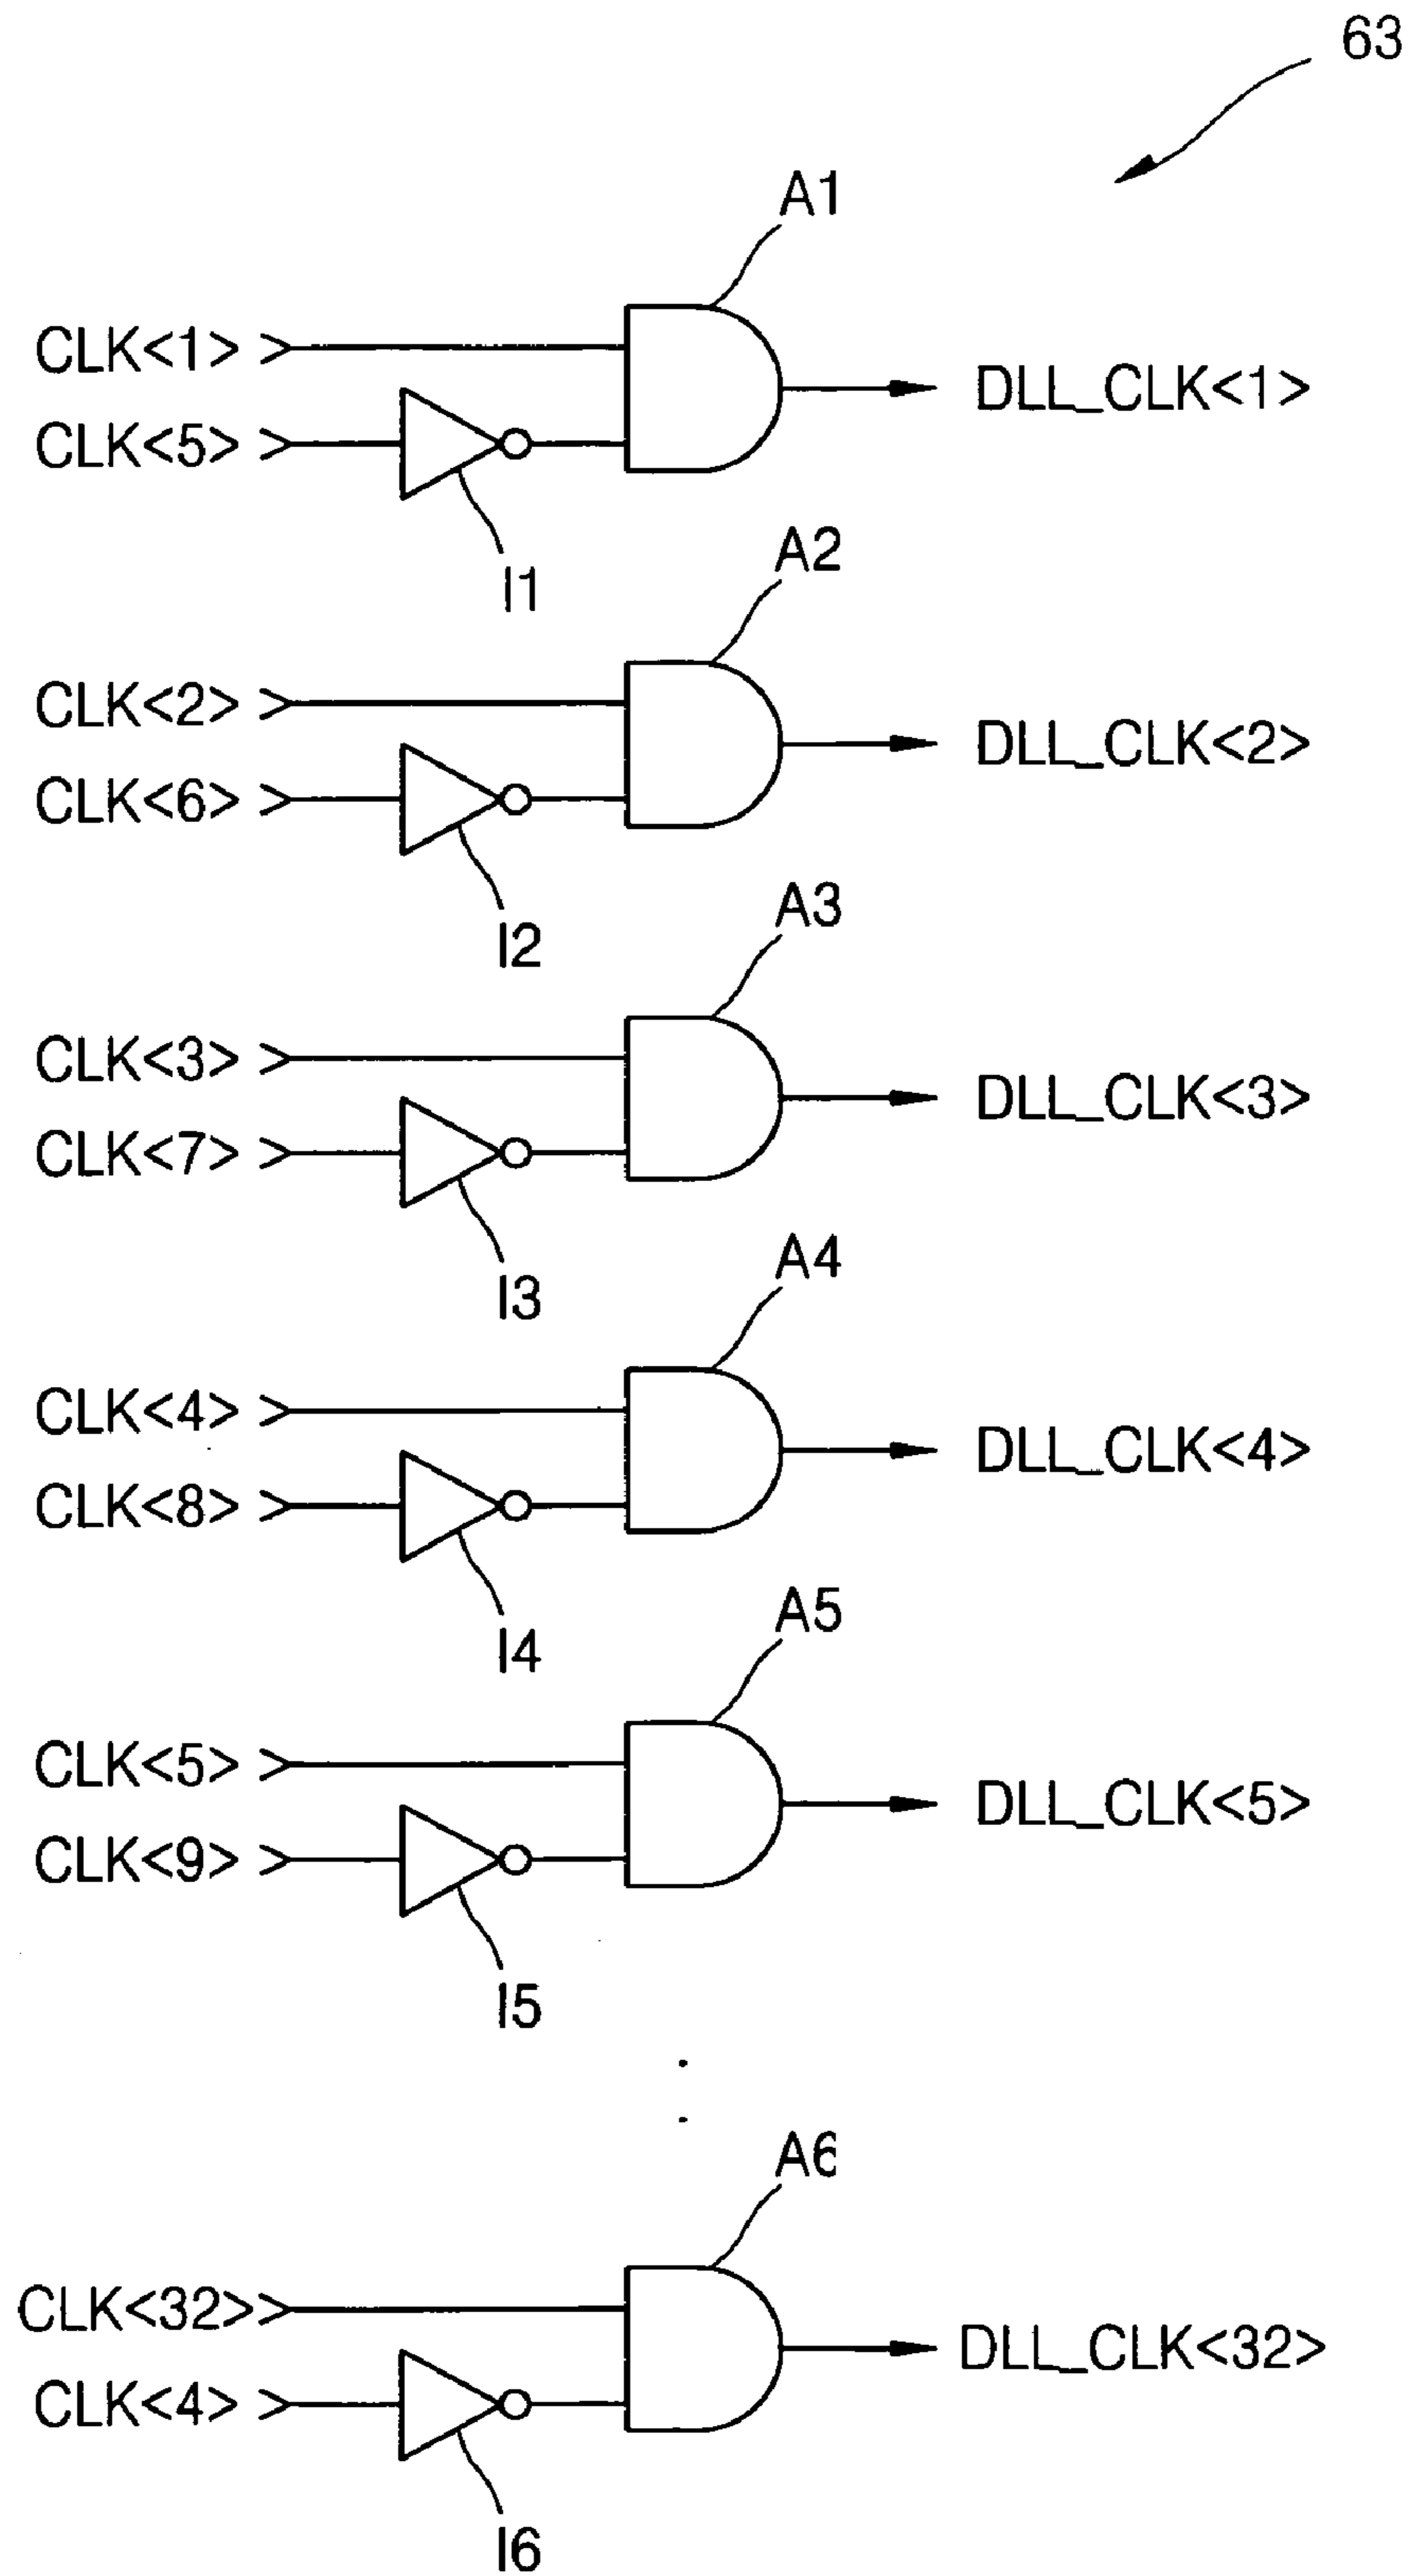 63
A1
CLK<1>
DLL_CLK<1>
CLK<5>
I1
A2
CLK<2>
DLL_CLK<2>
CLK<6>
I2
A3
CLK<3>
DLL_CLK<3>
CLK<7>
I3
A4
CLK<4>
DLL_CLK<4>
CLK<8>
I4
A5
CLK<5>
DLL_CLK<5>
CLK<9>
I5
A6
CLK<32>
DLL_CLK<32>
CLK<4>
I6